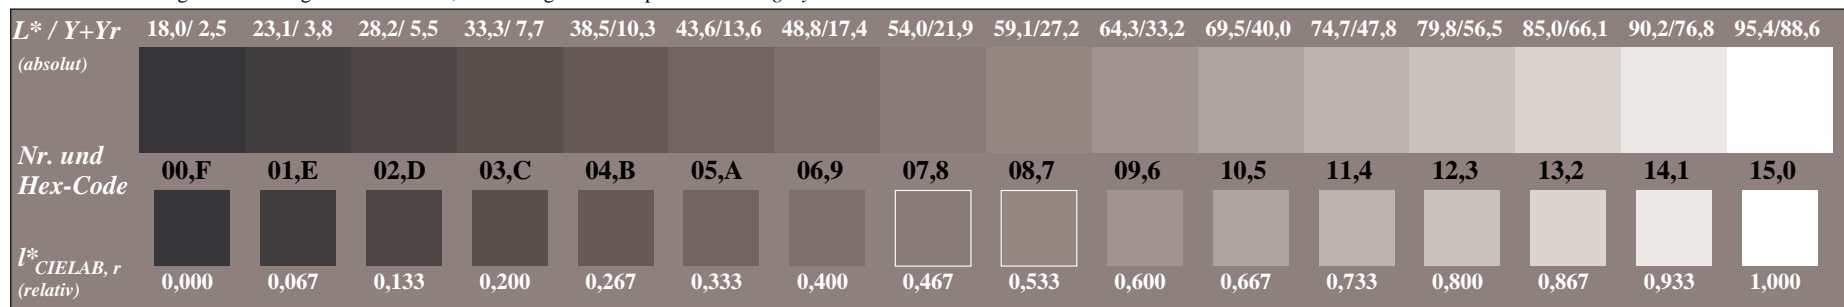 L* / Y+Yr 18,0/ 2,5 23,1/ 3,8 28,2/ 5,5 33,3/ 7,7 38,5/10,3 43,6/13,6 48,8/17,4 54,0/21,9 59,1/27,2 64,3/33,2 69,5/40,0 74,7/47,8 79,8/56,5 85,0/66,1 90,2/76,8 95,4/88,6
(absolut)
Nr. und
Hex-Code
00,F 01,E 02,D 03,C 04,B 05,A 06,9 07,8 08,7 09,6 10,5 11,4 12,3 13,2 14,1 15,0
l*CIELAB, r
(relativ) 0,000 0,067 0,133 0,200 0,267 0,333 0,400 0,467 0,533 0,600 0,667 0,733 0,800 0,867 0,933 1,000